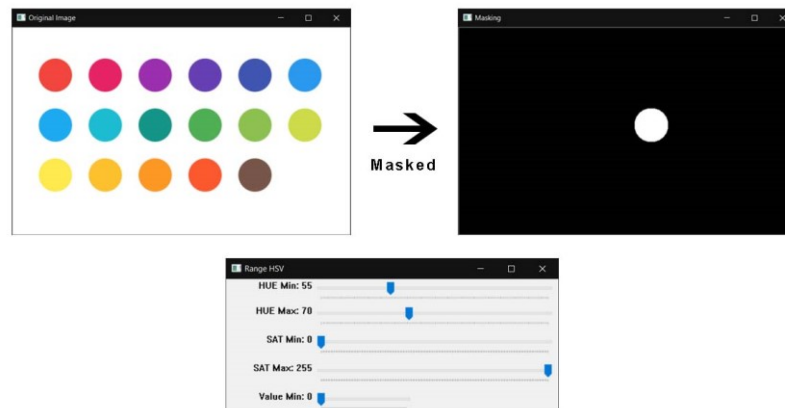 Original Image
Masking
Masked
Range HSV
HUE Min: 55
HUE Max: 70
SAT Min: 0
SAT Max: 255
Value Min: 0